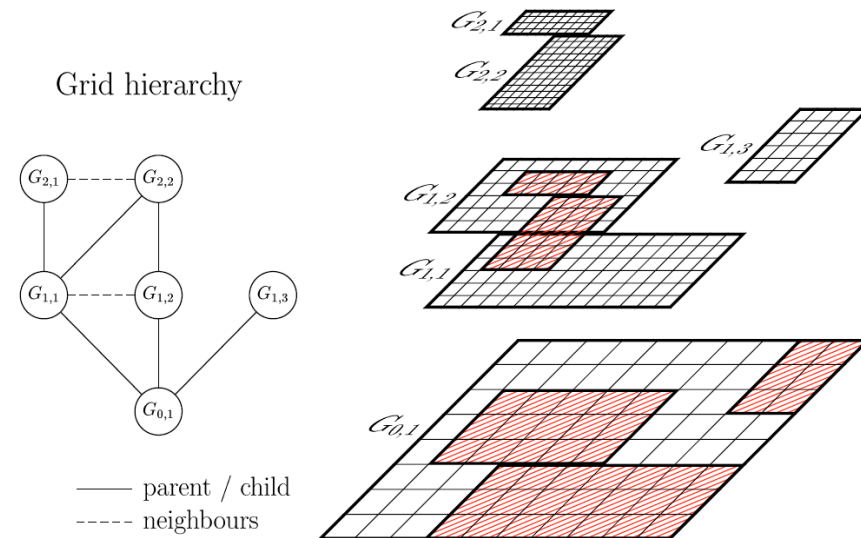 Grid hierarchy
G2,1
G2,2
G1,1
G1,2
G1,3
G0,1
parent / child
neighbours
G2,1
G2,2
G1,3
G1,2
G1,1
G0,1